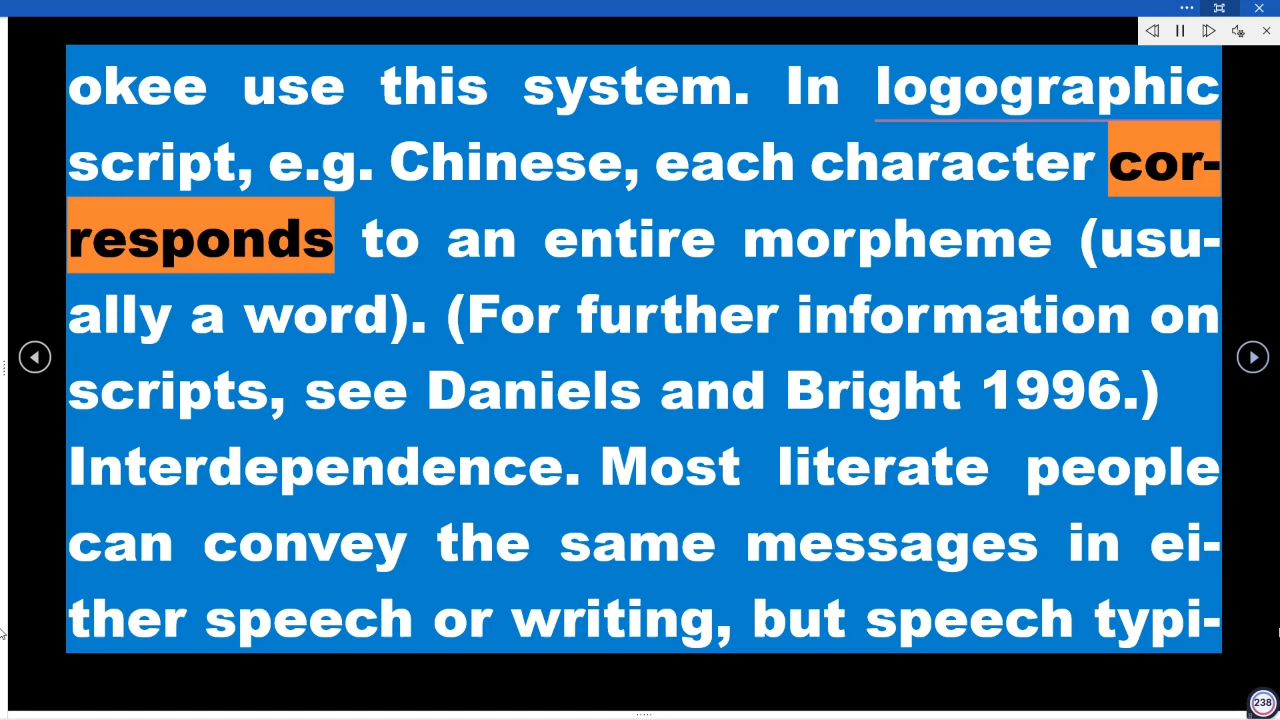 okee use this system. In logographic
script, e.g. Chinese, each character cor-
responds to an entire morpheme (usu-
ally a word). (For further information on
scripts, see Daniels and Bright 1996.)
Interdependence. Most literate people
can convey the same messages in ei-
ther speech or writing, but speech typi-
238